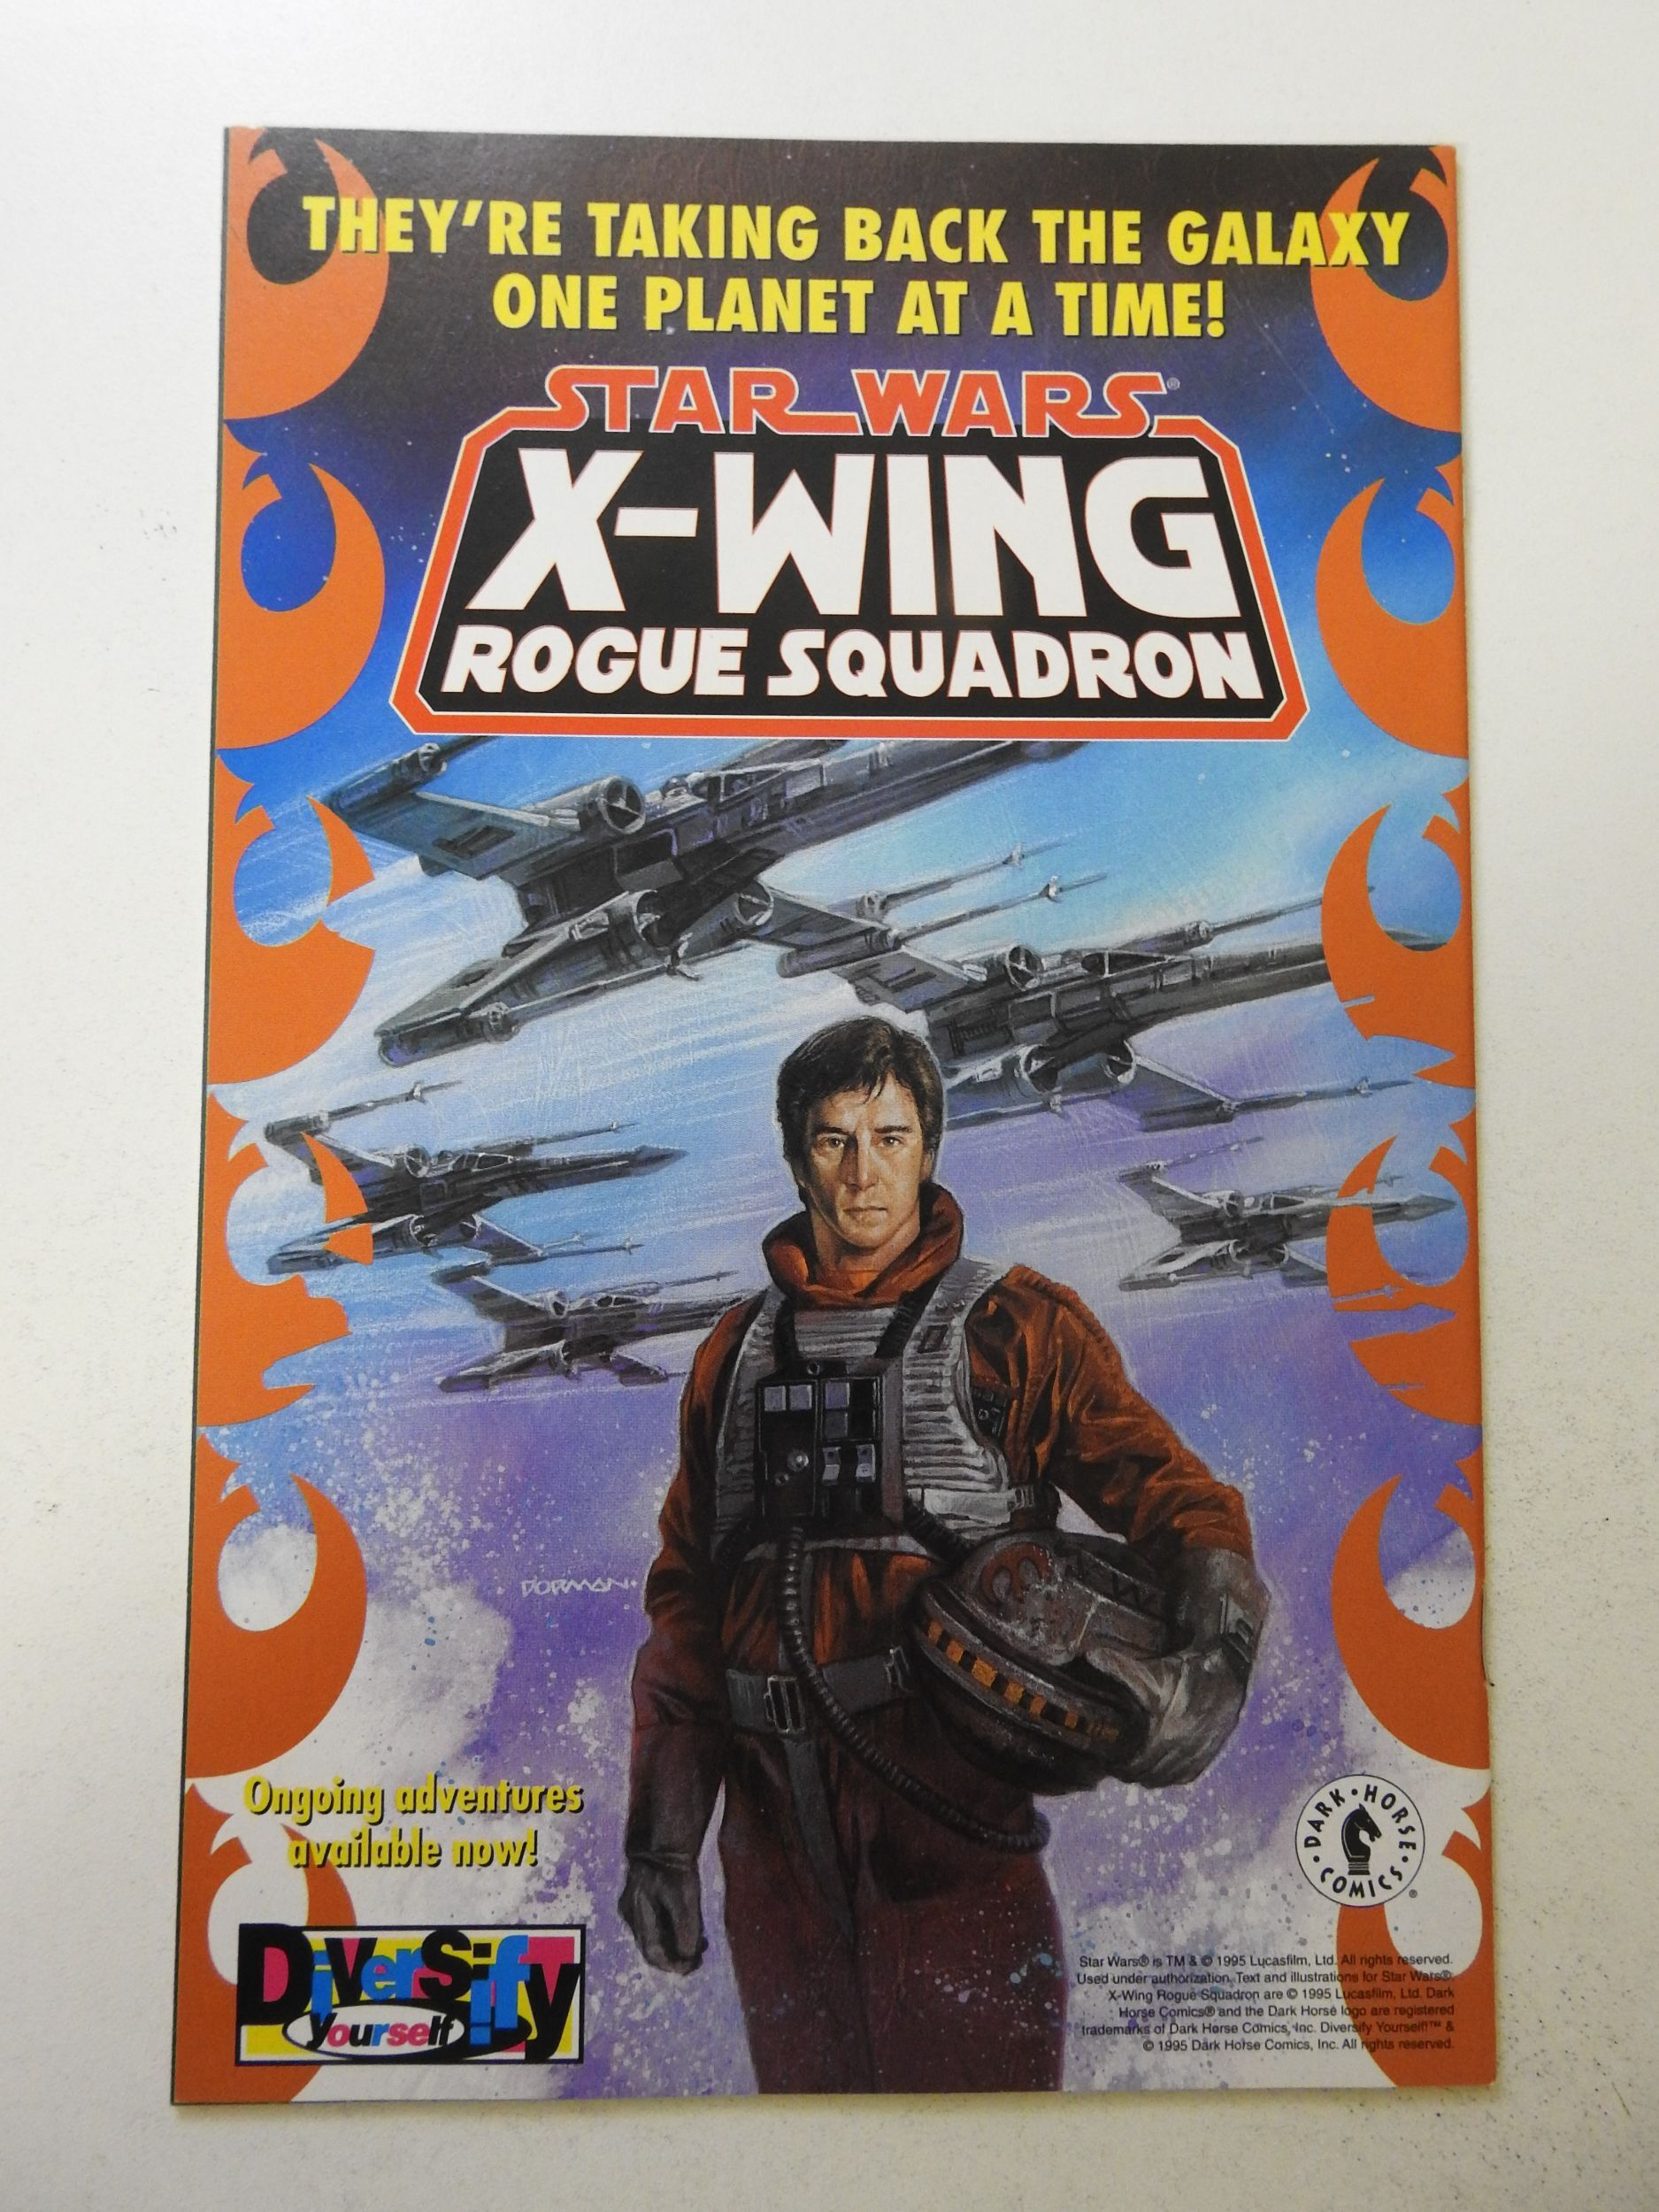 THEY'RE TAKING BACK THE GALAXY
ONE PLANET AT A TIME!
STAR WARS®
X-WING
ROGUE SQUADRON
DORMAN.
Ongoing adventures
available now!
Diversify
yourself!
DARK • HORSE • COMICS •®
Star Wars® is TM & © 1995 Lucasfilm, Ltd. All rights reserved.
Used under authorization. Text and illustrations for Star Wars®:
X-Wing Rogue Squadron are © 1995 Lucasfilm, Ltd. Dark
Horse Comics® and the Dark Horse logo are registered
trademarks of Dark Horse Comics, Inc. Diversify Yourself!™ &
© 1995 Dark Horse Comics, Inc. All rights reserved.